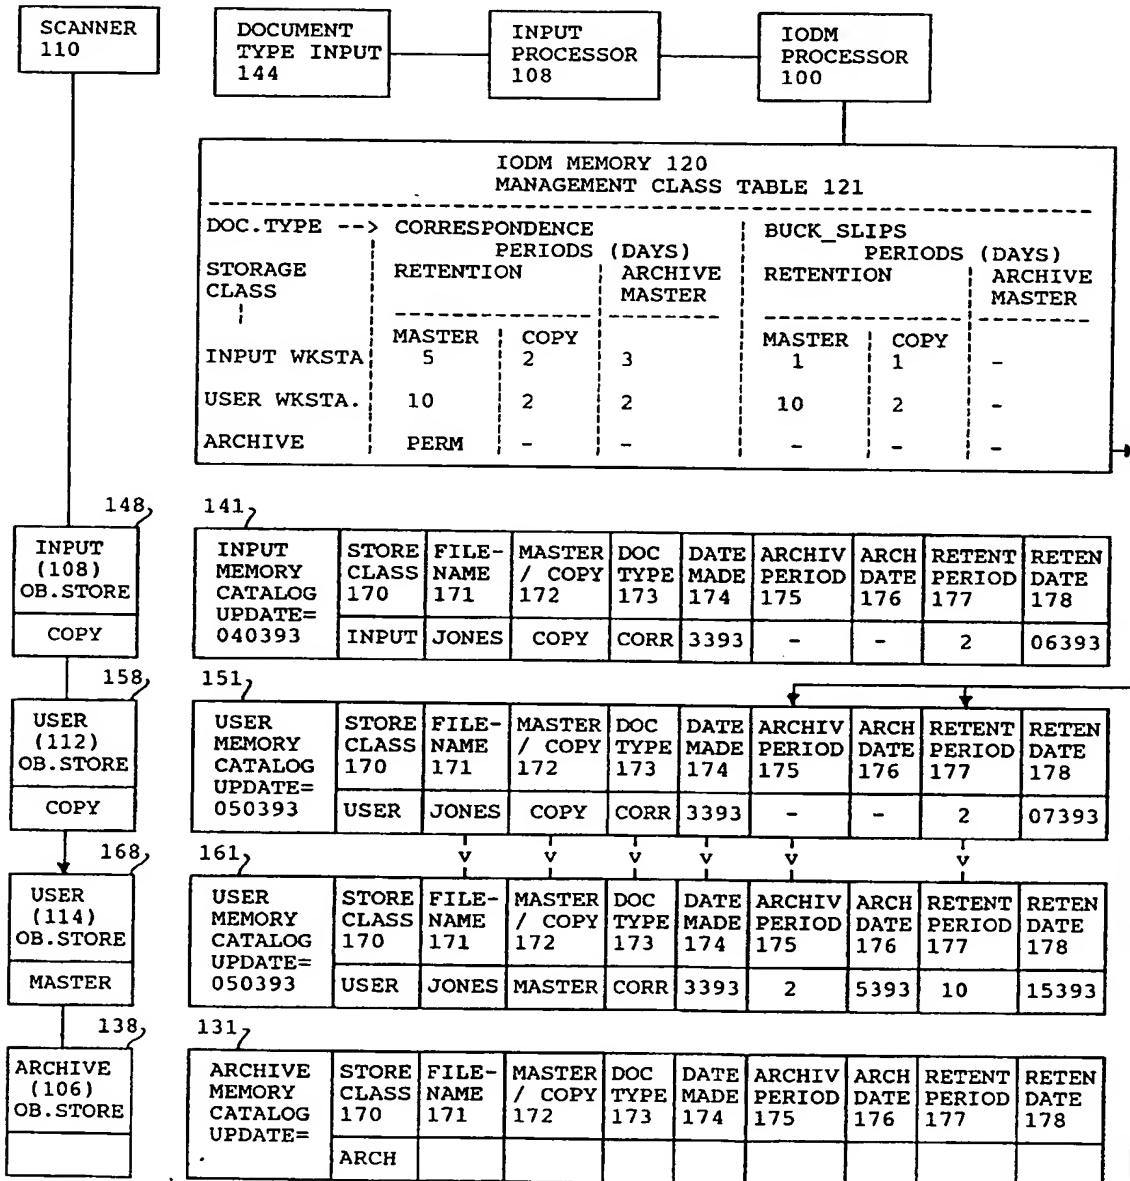 SCANNER
110
DOCUMENT
TYPE INPUT
144
INPUT
PROCESSOR
108
IODM
PROCESSOR
100
IODM MEMORY 120
MANAGEMENT CLASS TABLE 121
DOC.TYPE --> CORRESPONDENCE BUCK_SLIPS
PERIODS (DAYS) PERIODS (DAYS)
STORAGE RETENTION ARCHIVE RETENTION ARCHIVE
CLASS MASTER MASTER
MASTER COPY MASTER COPY
INPUT WKSTA 5 2 3 1 1 -
USER WKSTA. 10 2 2 10 2 -
ARCHIVE PERM - - - - -
148
INPUT
(108)
OB.STORE
COPY
141
INPUT STORE FILE- MASTER DOC DATE ARCHIV ARCH RETENT RETEN
MEMORY CLASS NAME / COPY TYPE MADE PERIOD DATE PERIOD DATE
CATALOG 170 171 172 173 174 175 176 177 178
UPDATE=
040393 INPUT JONES COPY CORR 3393 - - 2 06393
158
USER
(112)
OB.STORE
COPY
151
USER STORE FILE- MASTER DOC DATE ARCHIV ARCH RETENT RETEN
MEMORY CLASS NAME / COPY TYPE MADE PERIOD DATE PERIOD DATE
CATALOG 170 171 172 173 174 175 176 177 178
UPDATE=
050393 USER JONES COPY CORR 3393 - - 2 07393
v v v v v v
168
USER
(114)
OB.STORE
MASTER
161
USER STORE FILE- MASTER DOC DATE ARCHIV ARCH RETENT RETEN
MEMORY CLASS NAME / COPY TYPE MADE PERIOD DATE PERIOD DATE
CATALOG 170 171 172 173 174 175 176 177 178
UPDATE=
050393 USER JONES MASTER CORR 3393 2 5393 10 15393
138
ARCHIVE
(106)
OB.STORE
131
ARCHIVE STORE FILE- MASTER DOC DATE ARCHIV ARCH RETENT RETEN
MEMORY CLASS NAME / COPY TYPE MADE PERIOD DATE PERIOD DATE
CATALOG 170 171 172 173 174 175 176 177 178
UPDATE=
ARCH